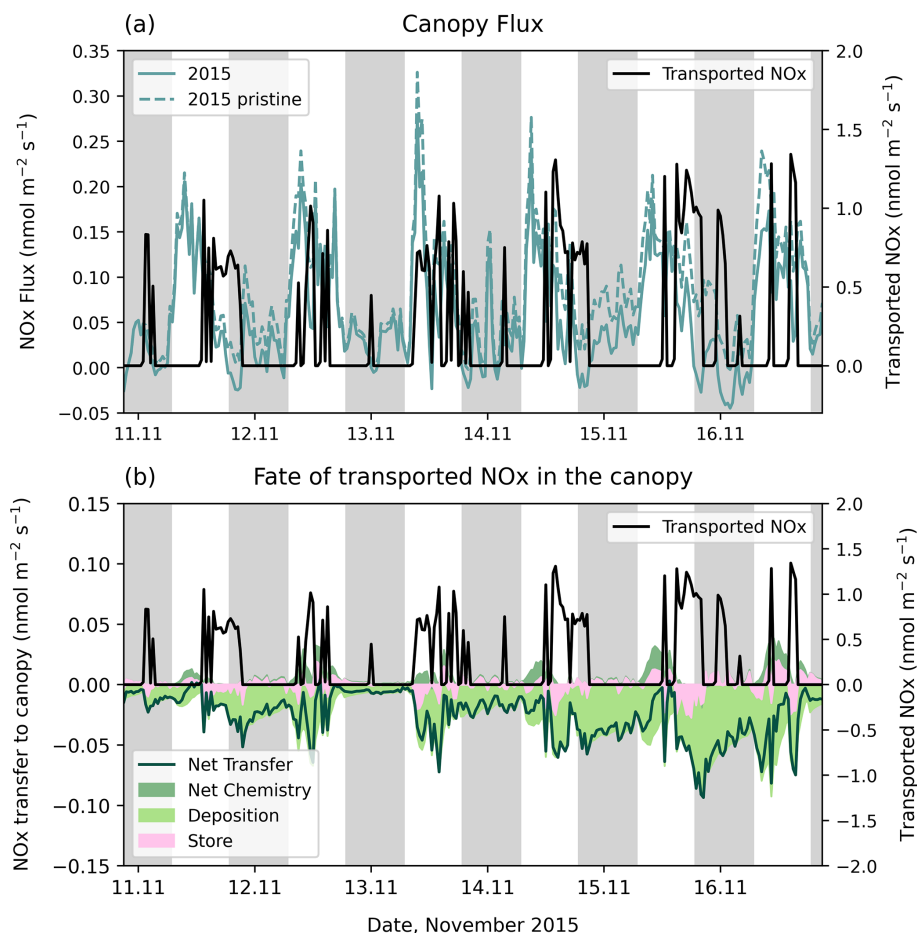 (a) Canopy Flux
0.35 2.0
0.30
0.25 1.5
0.20
0.15 1.0
0.10
0.05 0.5
0.00 0.0
−0.05
NOx Flux (nmol m⁻² s⁻¹)
Transported NOx (nmol m⁻² s⁻¹)
2015
2015 pristine
Transported NOx
11.11 12.11 13.11 14.11 15.11 16.11
(b) Fate of transported NOx in the canopy
0.15 2.0
1.5
0.10
1.0
0.05
0.5
0.00 0.0
−0.5
−0.05
−1.0
−0.10
−1.5
−0.15 −2.0
NOx transfer to canopy (nmol m⁻² s⁻¹)
Transported NOx (nmol m⁻² s⁻¹)
Transported NOx
Net Transfer
Net Chemistry
Deposition
Store
11.11 12.11 13.11 14.11 15.11 16.11
Date, November 2015